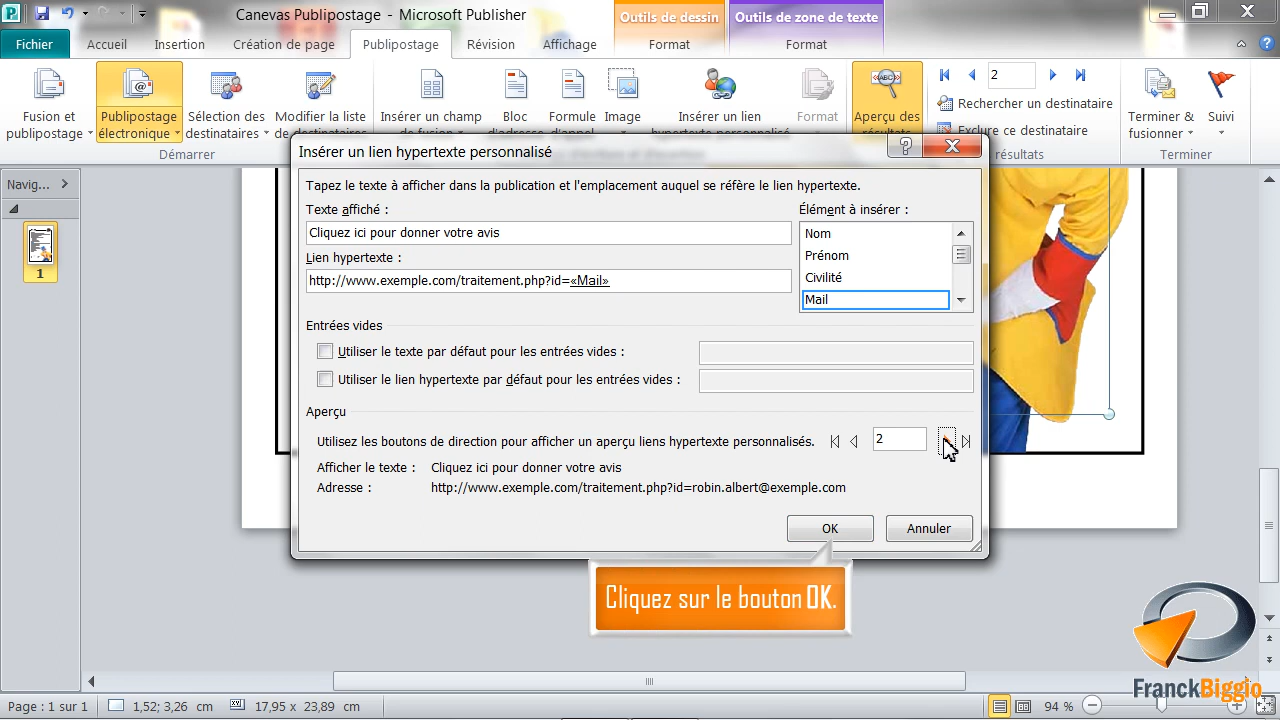 Canevas Publipostage - Microsoft Publisher
Outils de dessin
Outils de zone de texte
Fichier
Accueil
Insertion
Création de page
Publipostage
Révision
Affichage
Format
Format
Fusion et publipostage
Publipostage électronique
Sélection des destinataires
Modifier la liste
Insérer un champ
Bloc
Formule
Image
Insérer un lien
Format
Aperçu des
2
Rechercher un destinataire
Exclure ce destinataire
Terminer & fusionner
Suivi
Démarrer
résultats
Terminer
Navig...
1
Insérer un lien hypertexte personnalisé
Tapez le texte à afficher dans la publication et l'emplacement auquel se réfère le lien hypertexte.
Texte affiché :
Élément à insérer :
Cliquez ici pour donner votre avis
Nom
Prénom
Civilité
Mail
Lien hypertexte :
http://www.exemple.com/traitement.php?id=«Mail»
Entrées vides
Utiliser le texte par défaut pour les entrées vides :
Utiliser le lien hypertexte par défaut pour les entrées vides :
Aperçu
Utilisez les boutons de direction pour afficher un aperçu liens hypertexte personnalisés.
2
Afficher le texte : Cliquez ici pour donner votre avis
Adresse : http://www.exemple.com/traitement.php?id=robin.albert@exemple.com
OK
Annuler
Cliquez sur le bouton OK.
FranckBiggio
Page : 1 sur 1
1,52; 3,26 cm
17,95 x 23,89 cm
94 %